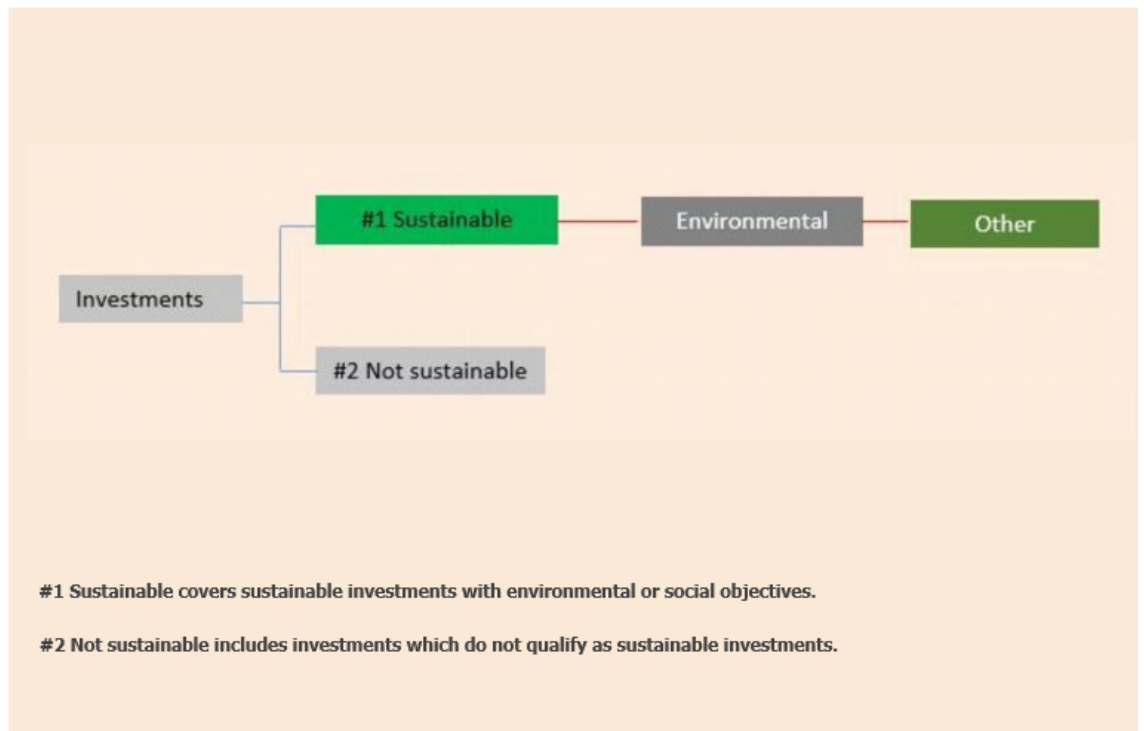 #1 Sustainable
Environmental
Other
Investments
#2 Not sustainable
#1 Sustainable covers sustainable investments with environmental or social objectives.
#2 Not sustainable includes investments which do not qualify as sustainable investments.